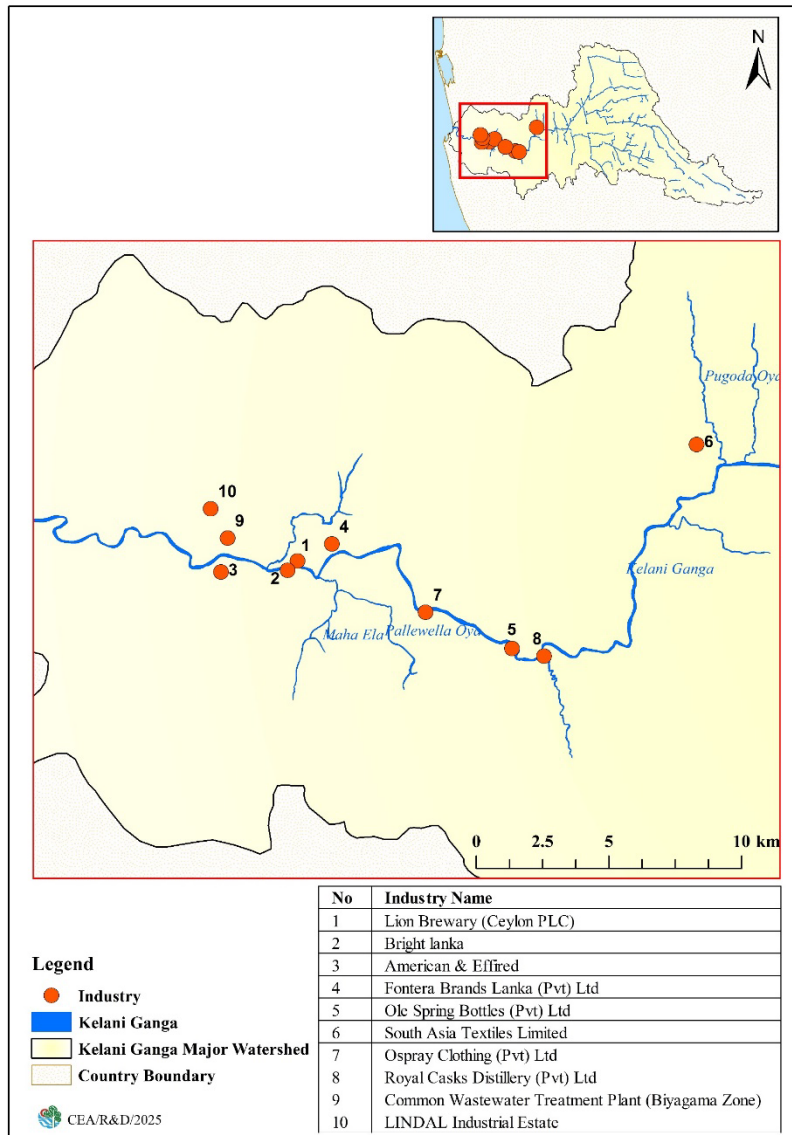 N
Pugoda Oya
6
10
9
4
1
3
2
Kelani Ganga
7
Maha Ela
Pallewella Oya
5
8
0 2.5 5 10 km
No Industry Name
1 Lion Brewary (Ceylon PLC)
2 Bright lanka
3 American & Effired
4 Fontera Brands Lanka (Pvt) Ltd
5 Ole Spring Bottles (Pvt) Ltd
6 South Asia Textiles Limited
7 Ospray Clothing (Pvt) Ltd
8 Royal Casks Distillery (Pvt) Ltd
9 Common Wastewater Treatment Plant (Biyagama Zone)
10 LINDAL Industrial Estate
Legend
Industry
Kelani Ganga
Kelani Ganga Major Watershed
Country Boundary
CEA/R&D/2025